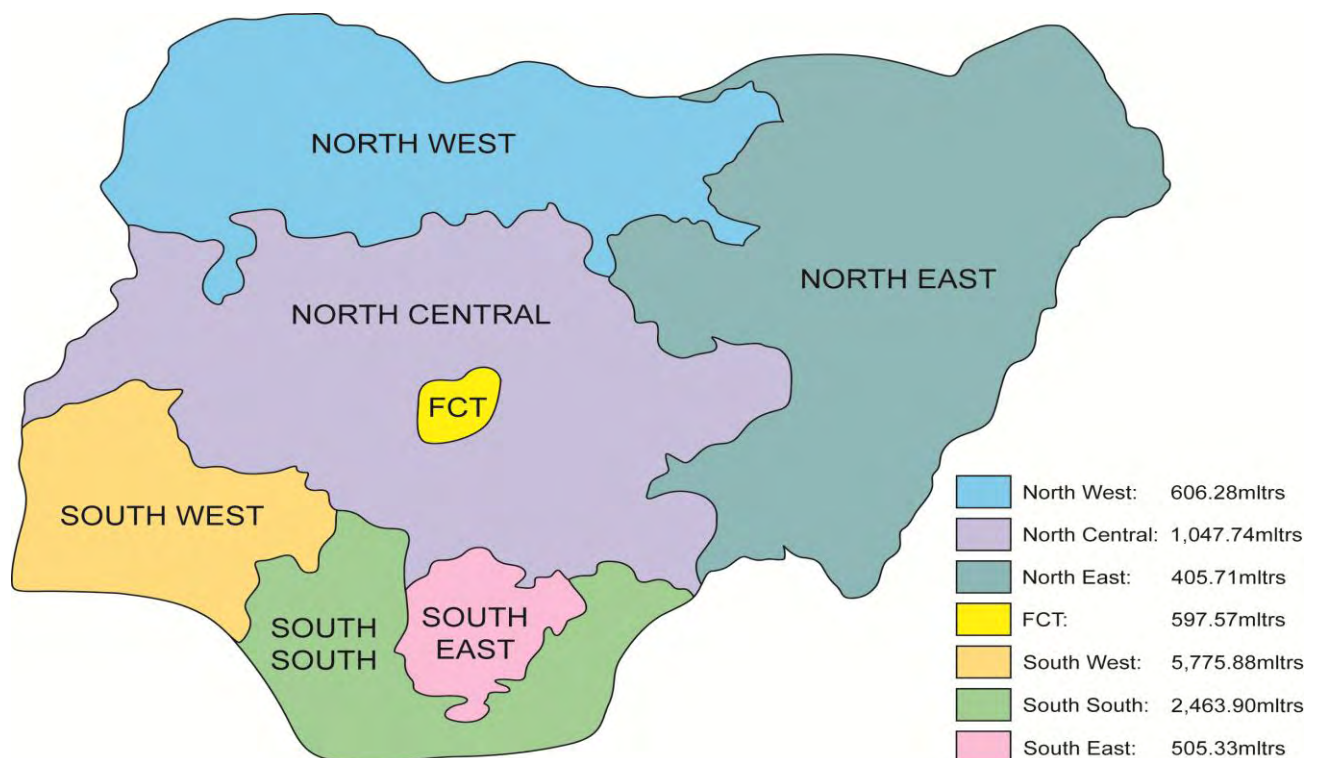 NORTH WEST
NORTH EAST
NORTH CENTRAL
FCT
SOUTH WEST
SOUTH
SOUTH
SOUTH
EAST
North West: 606.28mltrs
North Central: 1,047.74mltrs
North East: 405.71mltrs
FCT: 597.57mltrs
South West: 5,775.88mltrs
South South: 2,463.90mltrs
South East: 505.33mltrs